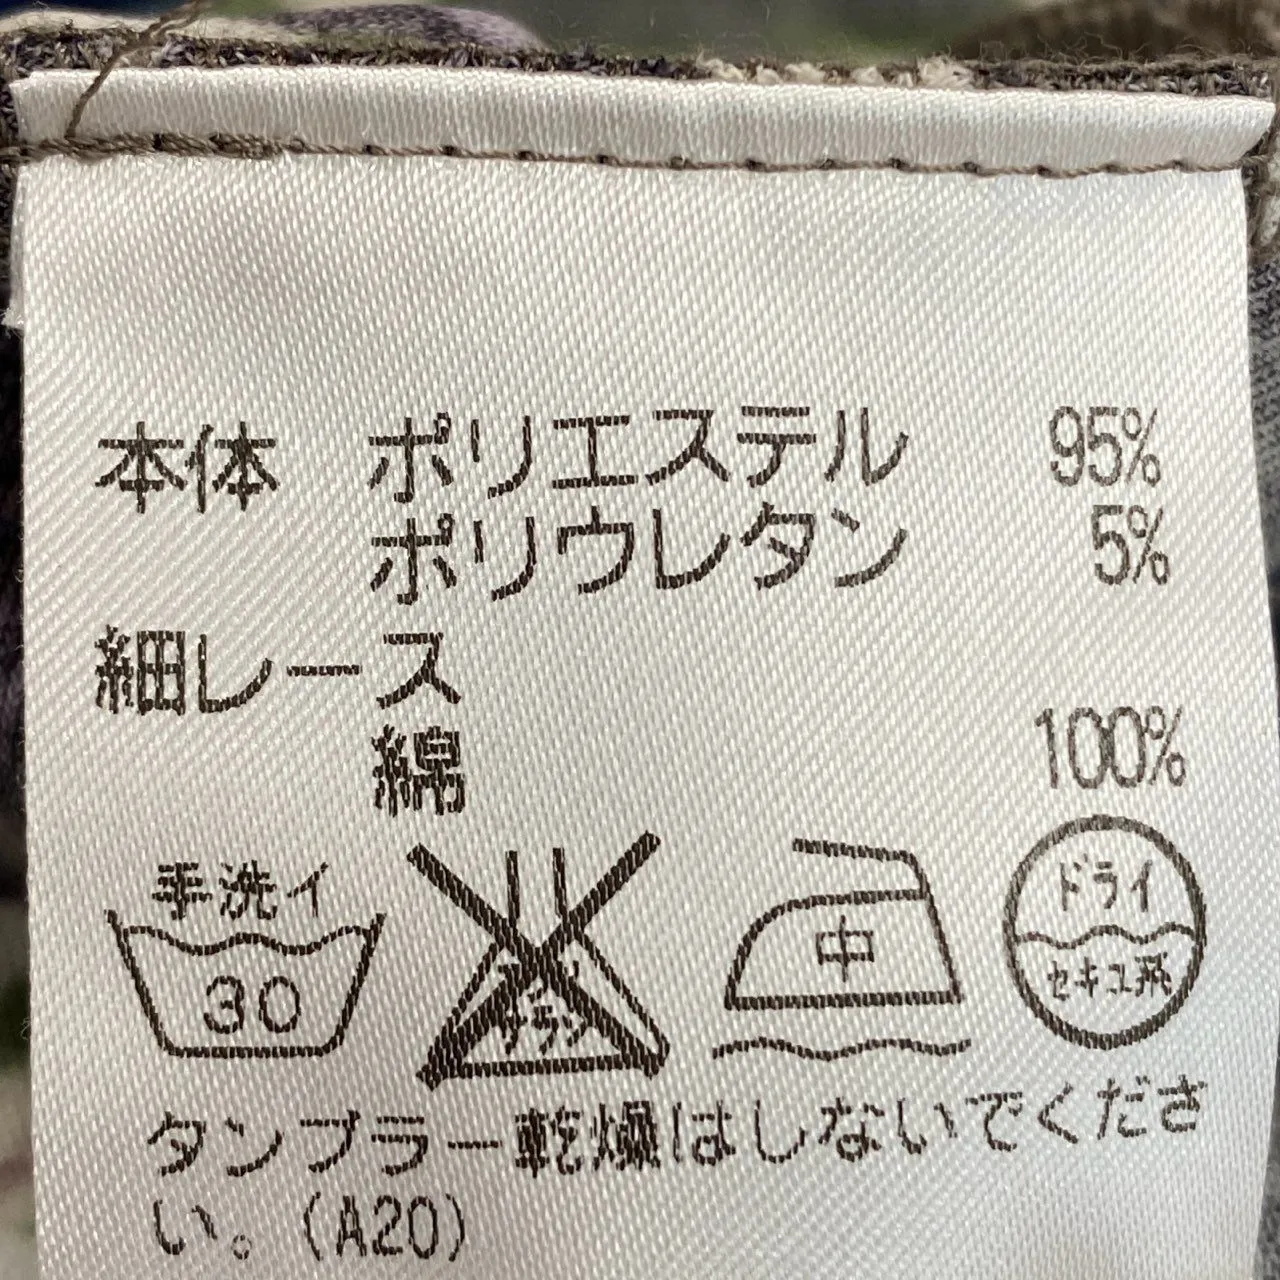 本体 ポリエステル 95%
ポリウレタン 5%
細レース
綿 100%
手洗イ
30
中
ドライ
セキユ系
タンブラー乾燥はしないでくださ
い。(A20)